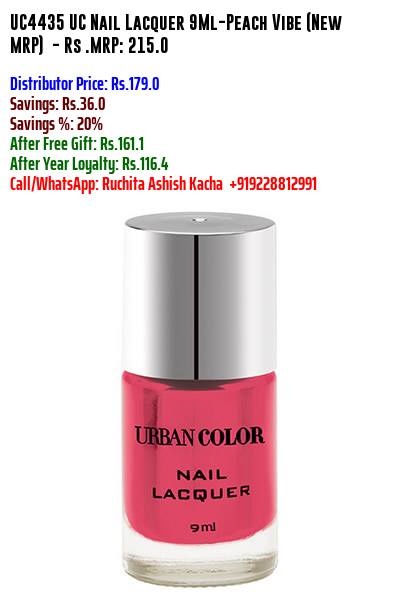 UC4435 UC Nail Lacquer 9Ml-Peach Vibe (New
MRP) - Rs .MRP: 215.0
Distributor Price: Rs.179.0
Savings: Rs.36.0
Savings %: 20%
After Free Gift: Rs.161.1
After Year Loyalty: Rs.116.4
Call/WhatsApp: Ruchita Ashish Kacha +919228812991
URBAN COLOR
NAIL
LACQUER
9ml